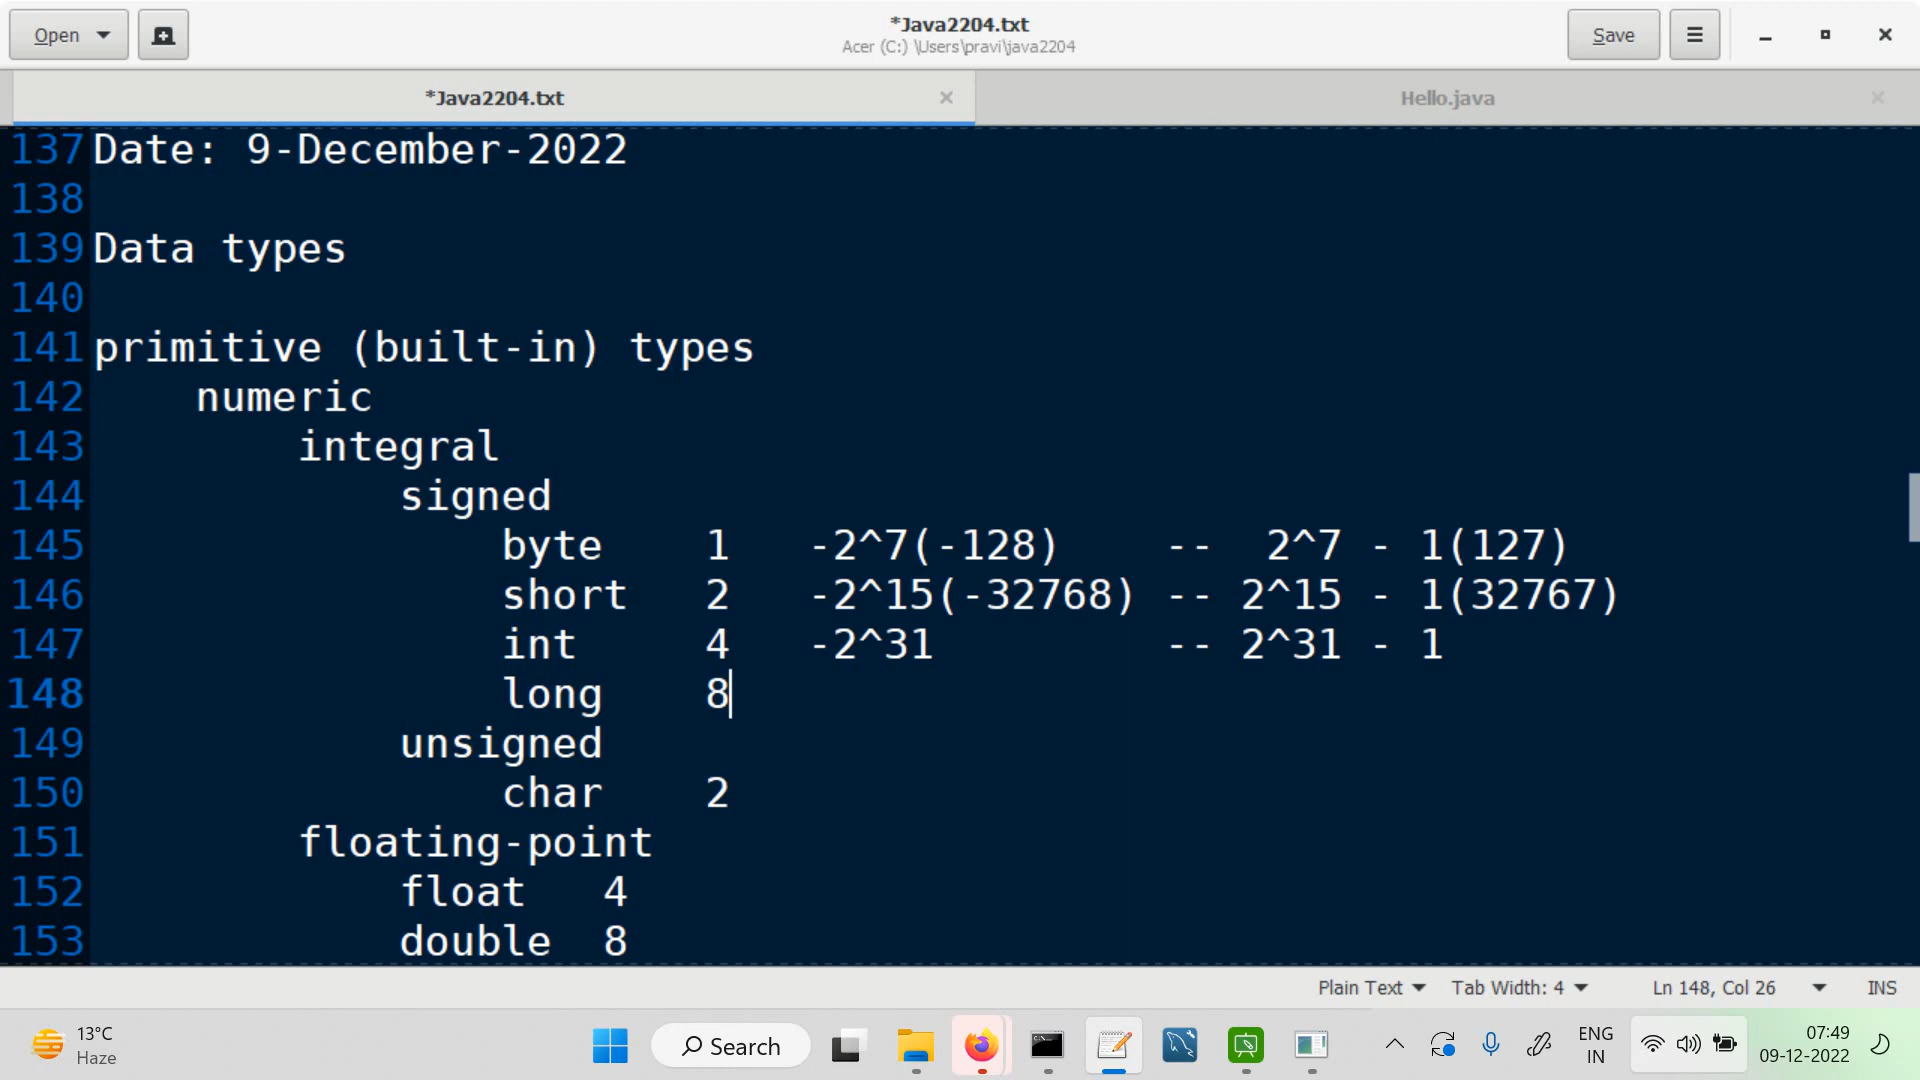 Open
*Java2204.txt
Acer (C:) \Users\pravi\java2204
Save
*Java2204.txt
Hello.java
137 Date: 9-December-2022
138
139 Data types
140
141 primitive (built-in) types
142 numeric
143 integral
144 signed
145 byte 1 -2^7(-128) -- 2^7 - 1(127)
146 short 2 -2^15(-32768) -- 2^15 - 1(32767)
147 int 4 -2^31 -- 2^31 - 1
148 long 8
149 unsigned
150 char 2
151 floating-point
152 float 4
153 double 8
Plain Text Tab Width: 4 Ln 148, Col 26 INS
13°C
Haze
Search
ENG
IN
07:49
09-12-2022